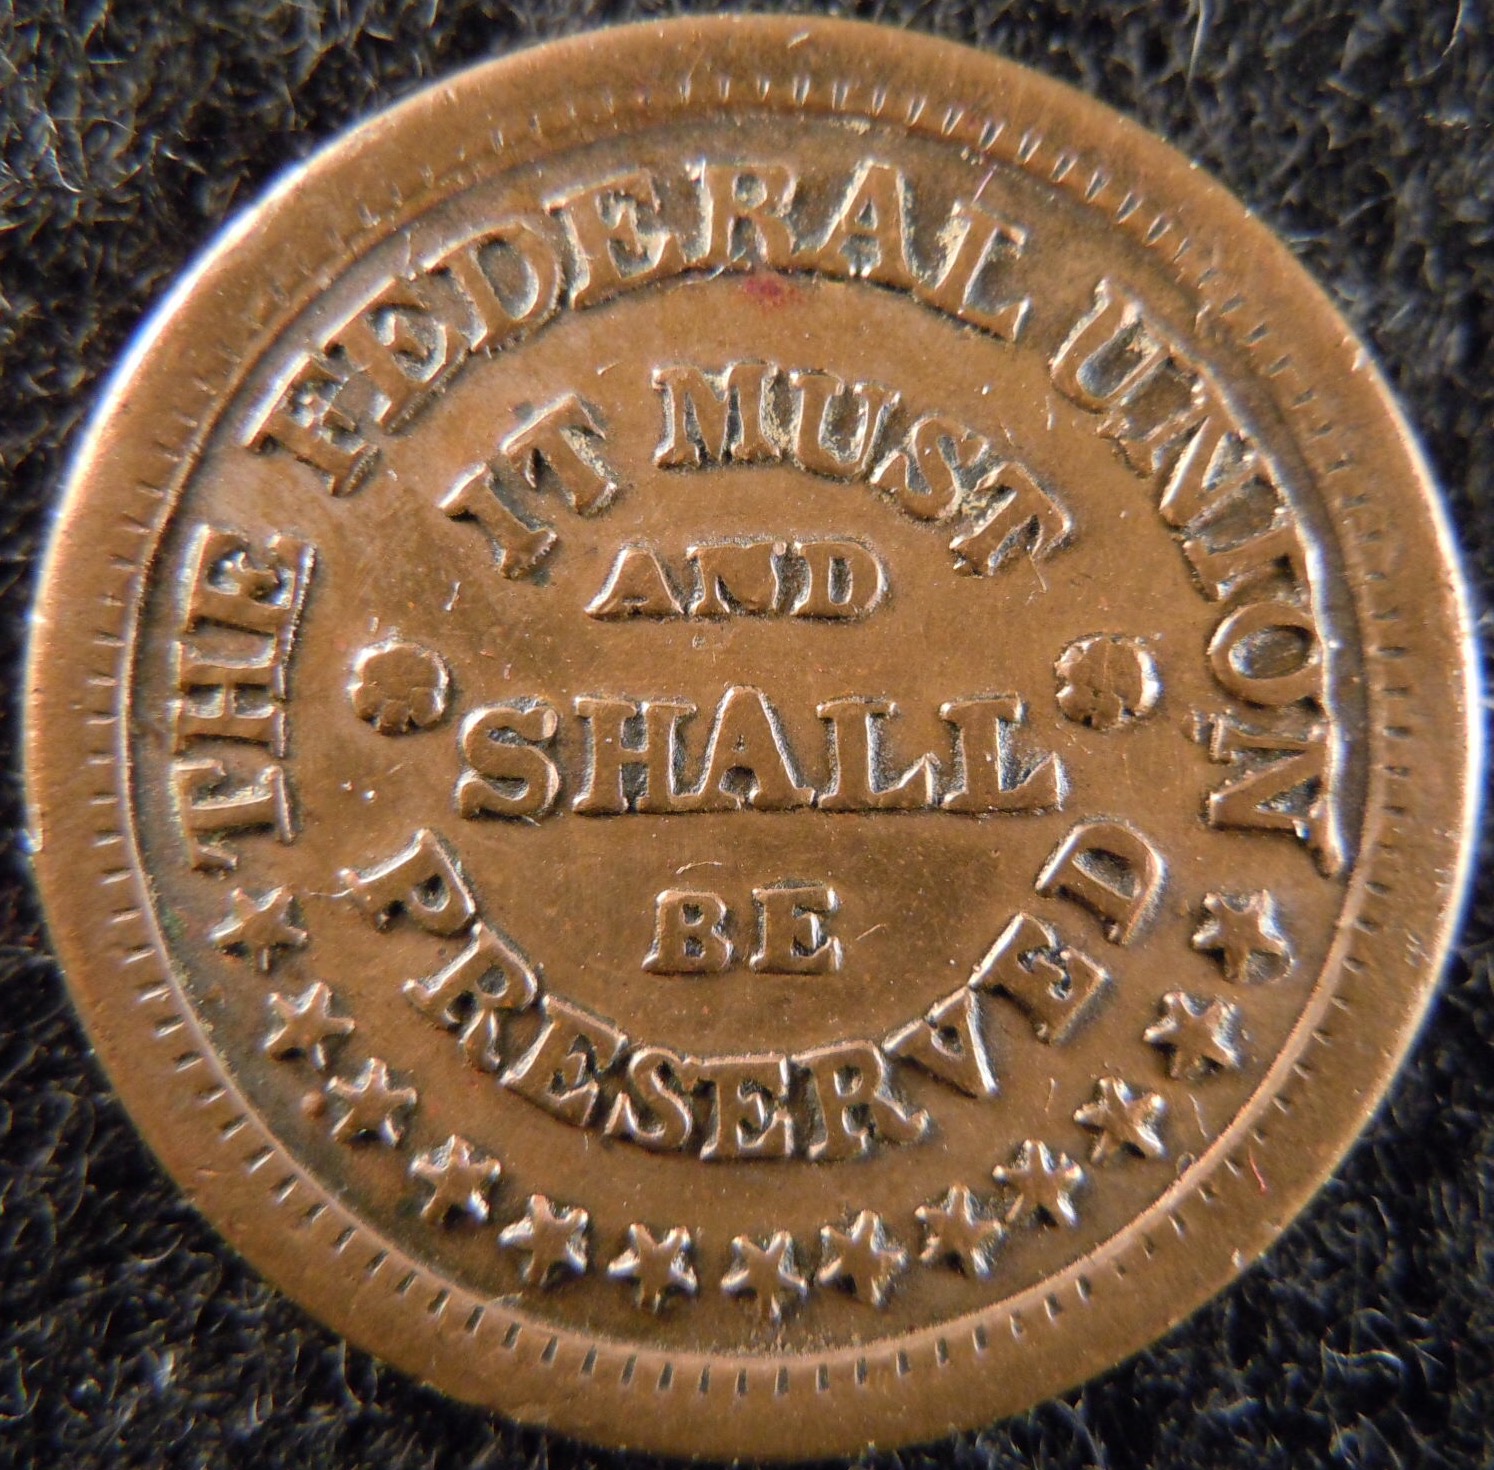 THE FEDERAL UNION
IT MUST
AND
SHALL
BE
PRESERVED